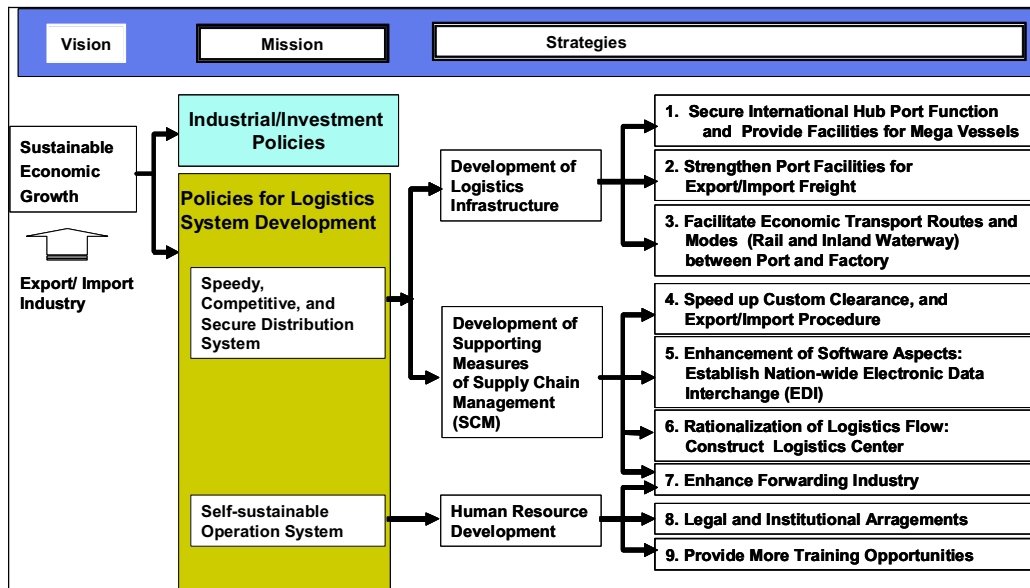 Vision
Mission
Strategies
Sustainable
Economic
Growth
Export/ Import
Industry
Industrial/Investment
Policies
Policies for Logistics
System Development
Speedy,
Competitive, and
Secure Distribution
System
Self-sustainable
Operation System
Development of
Logistics
Infrastructure
Development of
Supporting
Measures
of Supply Chain
Management
(SCM)
Human Resource
Development
1. Secure International Hub Port Function
and Provide Facilities for Mega Vessels
2. Strengthen Port Facilities for
Export/Import Freight
3. Facilitate Economic Transport Routes and
Modes (Rail and Inland Waterway)
between Port and Factory
4. Speed up Custom Clearance, and
Export/Import Procedure
5. Enhancement of Software Aspects:
Establish Nation-wide Electronic Data
Interchange (EDI)
6. Rationalization of Logistics Flow:
Construct Logistics Center
7. Enhance Forwarding Industry
8. Legal and Institutional Arragements
9. Provide More Training Opportunities